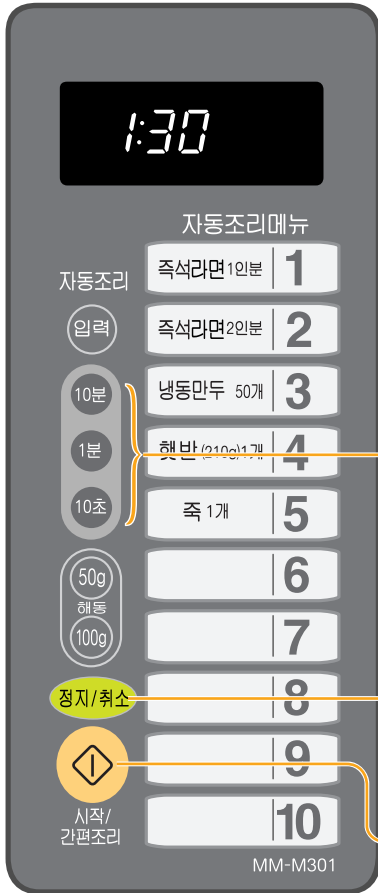 1:30
자동조리메뉴
자동조리
즉석라면1인분 1
입력
즉석라면2인분 2
10분
냉동만두 50개 3
1분
햇반(210g)1개 4
10초
죽 1개 5
50g
6
해동
100g
7
정지/취소
8
9
시작/
간편조리
10
MM-M301